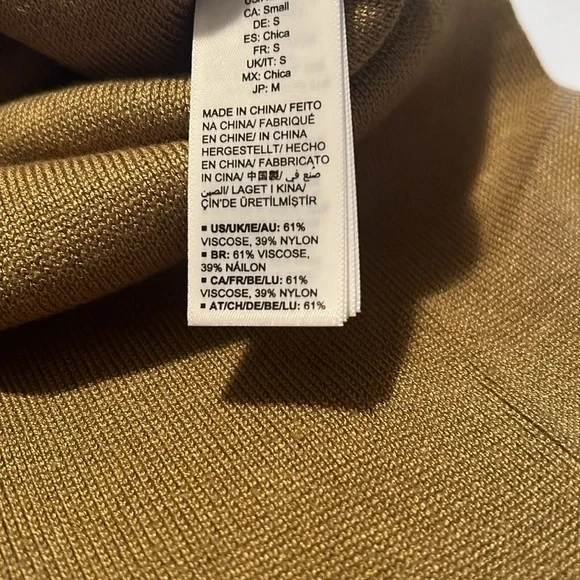 CA: Small
DE: S
ES: Chica
FR: S
UK/IT: S
MX: Chica
JP: M
MADE IN CHINA/ FEITO
NA CHINA/ FABRIQUÉ
EN CHINE/ IN CHINA
HERGESTELLT/ HECHO
EN CHINA/ FABBRICATO
IN CINA/ 中国製/ صنع في
الصين/ LAGET I KINA/
ÇİN'DE ÜRETİLMİŞTİR
▪ US/UK/IE/AU: 61%
VISCOSE, 39% NYLON
▪ BR: 60% VISCOSE,
39% NÁILON
▪ CA/FR/BE/LU: 61%
VISCOSE, 39% NYLON
▪ AT/CH/DE/BE/LU: 61%